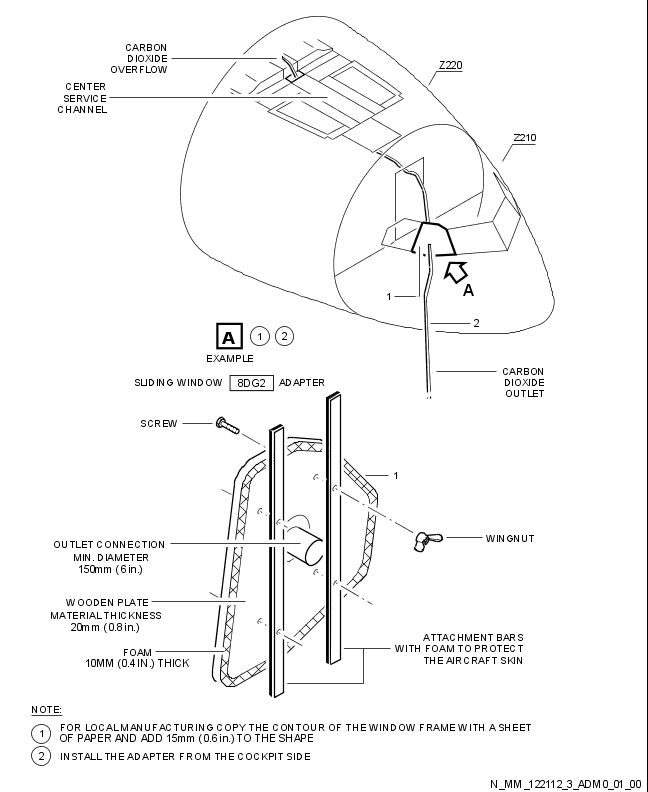 CARBON
DIOXIDE
OVERFLOW
CENTER
SERVICE
CHANNEL
Z220
Z210
A
1
2
CARBON
DIOXIDE
OUTLET
A 1 2
EXAMPLE
SLIDING WINDOW 8DG2 ADAPTER
SCREW
1
WINGNUT
OUTLET CONNECTION
MIN. DIAMETER
150mm (6 in.)
WOODEN PLATE
MATERIAL THICKNESS
20mm (0.8 in.)
FOAM
10MM (0.4 IN.) THICK
ATTACHMENT BARS
WITH FOAM TO PROTECT
THE AIRCRAFT SKIN
NOTE:
1 FOR LOCALMANUFACTURING COPY THE CONTOUR OF THE WINDOW FRAME WITH A SHEET
OF PAPER AND ADD 15mm (0.6 in.) TO THE SHAPE
2 INSTALL THE ADAPTER FROM THE COCKPIT SIDE
N_MM_122112_3_ADM0_01_00